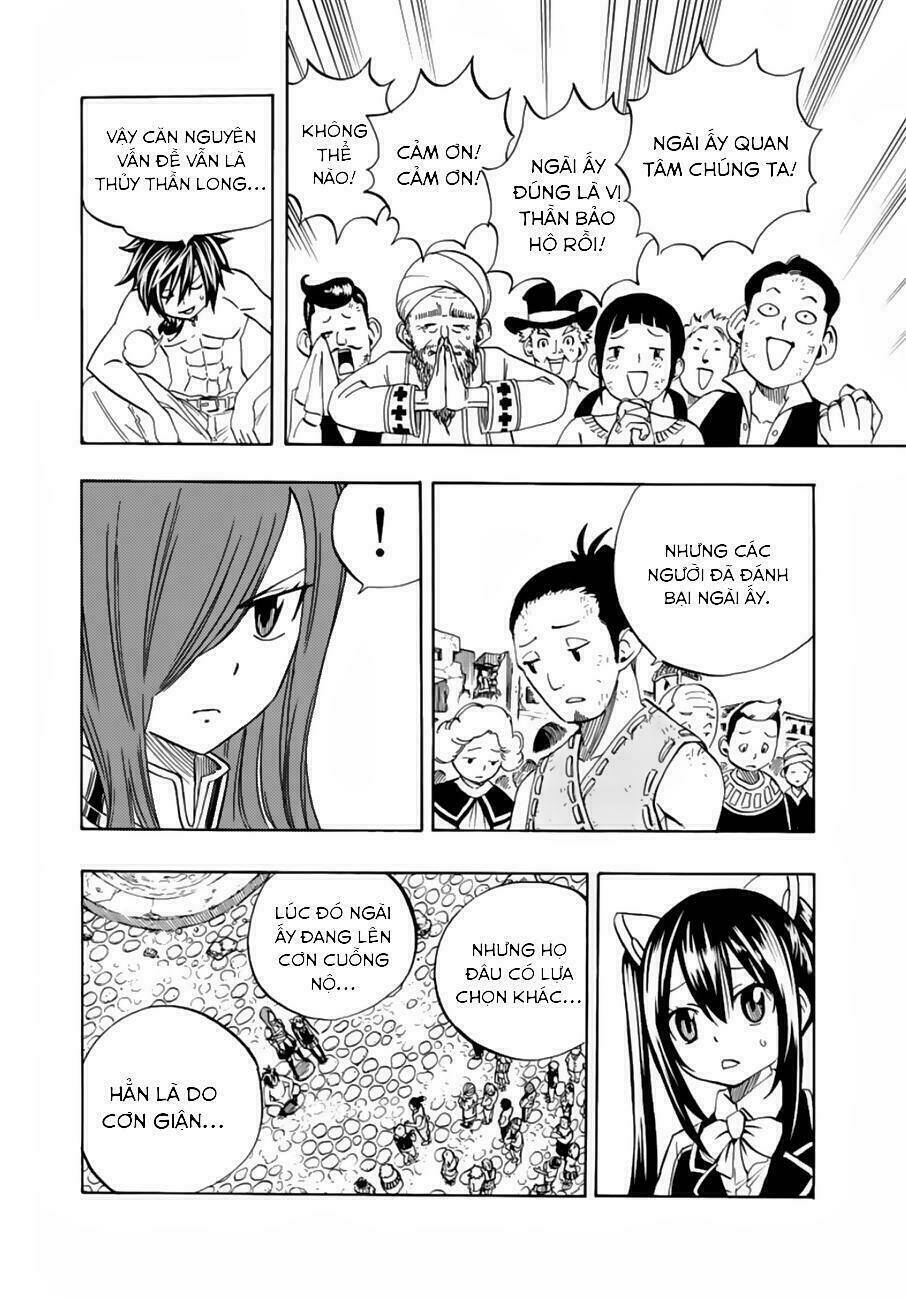 NGÀI ẤY QUAN
TÂM CHÚNG TA!
NGÀI ẤY
ĐÚNG LÀ VỊ
THẦN BẢO
HỘ RỒI!
CẢM ƠN!
CẢM ƠN!
KHÔNG
THỂ
NÀO!
VẬY CĂN NGUYÊN
VẤN ĐỀ VẪN LÀ
THỦY THẦN LONG...
NHƯNG CÁC
NGƯỜI ĐÃ ĐÁNH
BẠI NGÀI ẤY.
!
NHƯNG HỌ
ĐÂU CÓ LỰA
CHỌN KHÁC...
LÚC ĐÓ NGÀI
ẤY ĐANG LÊN
CƠN CUỒNG
NỘ...
HẲN LÀ DO
CƠN GIẬN...